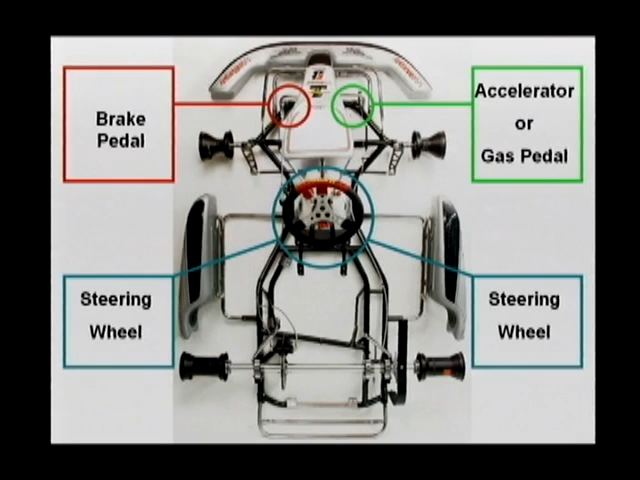 Brake
Pedal
Accelerator
or
Gas Pedal
Steering
Wheel
Steering
Wheel